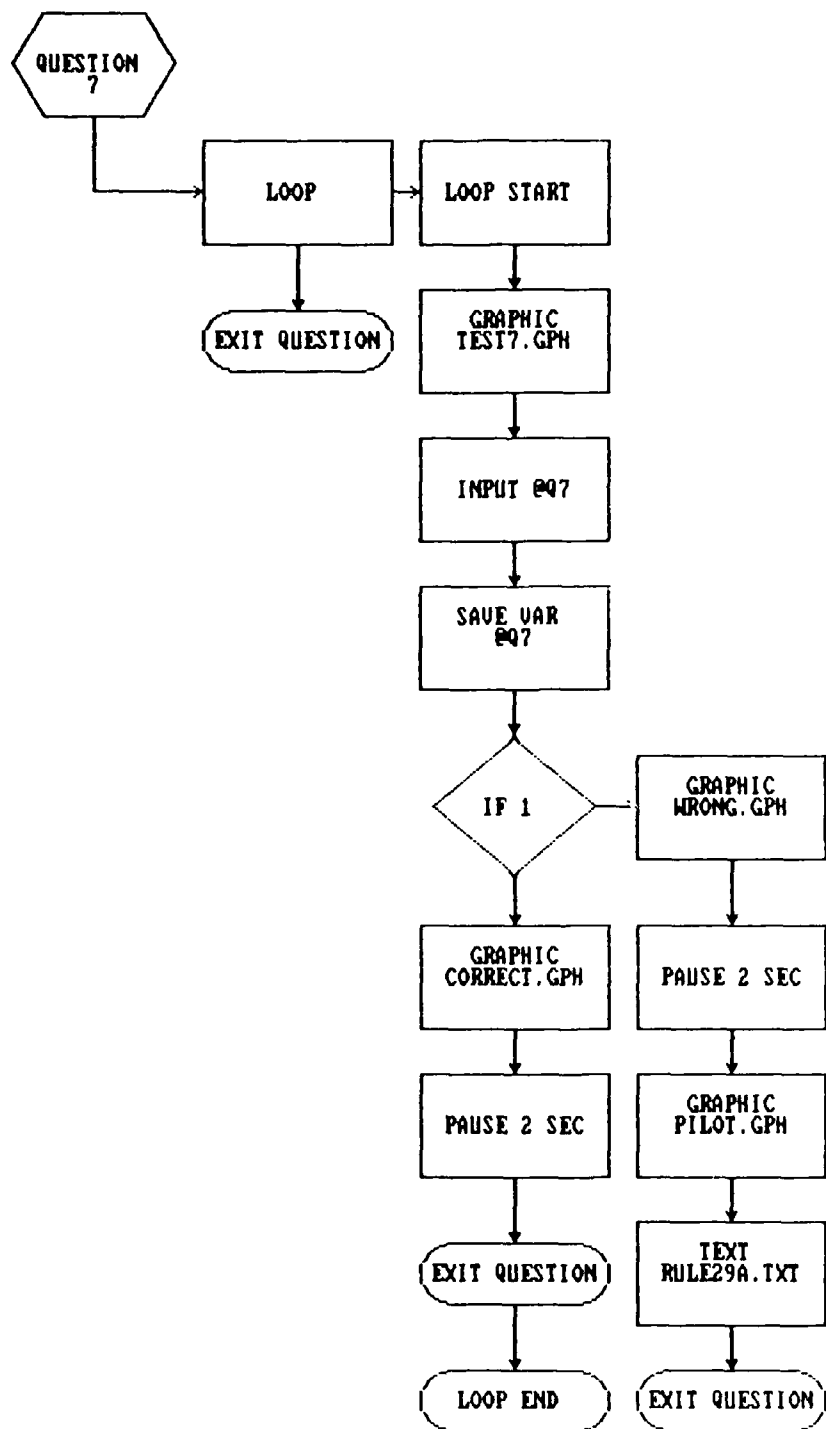 QUESTION
7
LOOP
LOOP START
EXIT QUESTION
GRAPHIC
TEST7.GPH
INPUT @Q7
SAVE VAR
@Q7
IF 1
GRAPHIC
WRONG.GPH
GRAPHIC
CORRECT.GPH
PAUSE 2 SEC
PAUSE 2 SEC
GRAPHIC
PILOT.GPH
EXIT QUESTION
TEXT
RULE29A.TXT
LOOP END
EXIT QUESTION